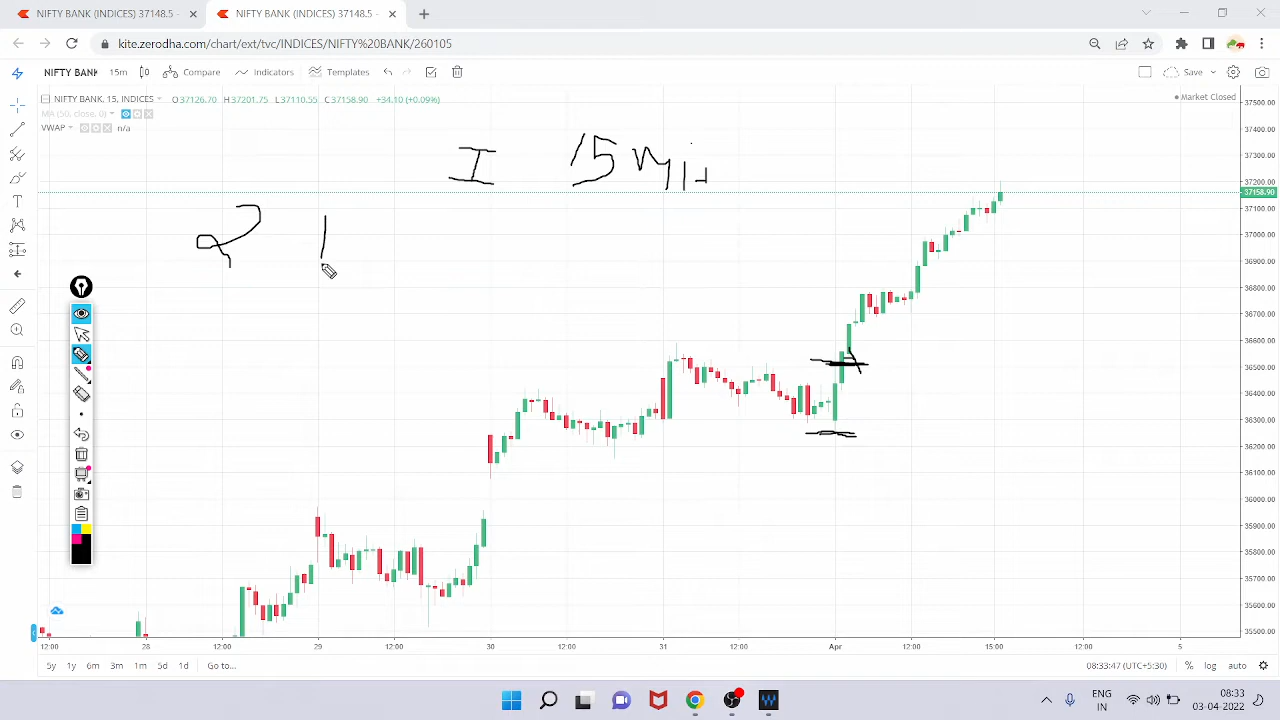 NIFTY BANK (INDICES) 37148.5 - × NIFTY BANK (INDICES) 37148.5 - × +
kite.zerodha.com/chart/ext/tvc/INDICES/NIFTY%20BANK/260105
NIFTY BANK 15m Compare Indicators Templates Save
NIFTY BANK, 15, INDICES O37126.70 H37201.75 L37110.55 C37158.90 +34.10 (+0.09%) Market Closed
MA (50, close, 0)
VWAP n/a
I 15 Min
2 1
37500.00
37400.00
37300.00
37200.00
37158.90
37100.00
37000.00
36900.00
36800.00
36700.00
36600.00
36500.00
36400.00
36300.00
36200.00
36100.00
36000.00
35900.00
35800.00
35700.00
35600.00
35500.00
12:00 28 12:00 29 12:00 30 12:00 31 12:00 Apr 12:00 15:00 12:00 5
5y 1y 6m 3m 1m 5d 1d Go to... 08:33:47 (UTC+5:30) % log auto
ENG
IN
08:33
03-04-2022